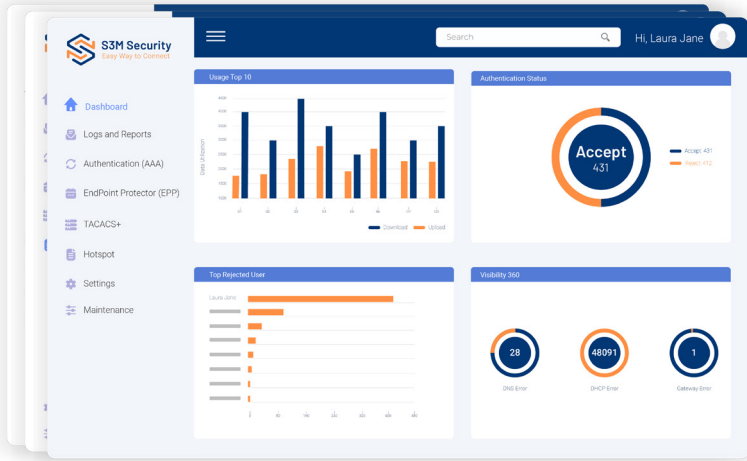 S3M Security
Easy Way to Connect
Search
Hi, Laura Jane
Dashboard
Logs and Reports
Authentication (AAA)
EndPoint Protector (EPP)
TACACS+
Hotspot
Settings
Maintenance
Usage Top 10
Data Utilization
Download
Upload
Authentication Status
Accept
431
Accept: 431
Top Rejected User
Laura Jane
Visibility 360
28
DNS Error
48091
DHCP Error
1
Gateway Error